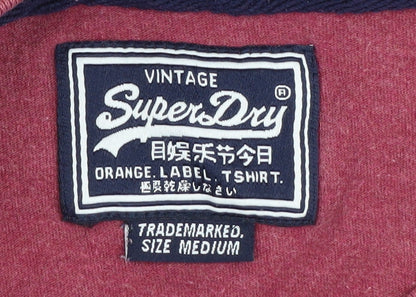 VINTAGE
SuperDry®
目娱乐节今日
ORANGE. LABEL. TSHIRT.
極度乾燥しなさい
TRADEMARKED.
SIZE MEDIUM